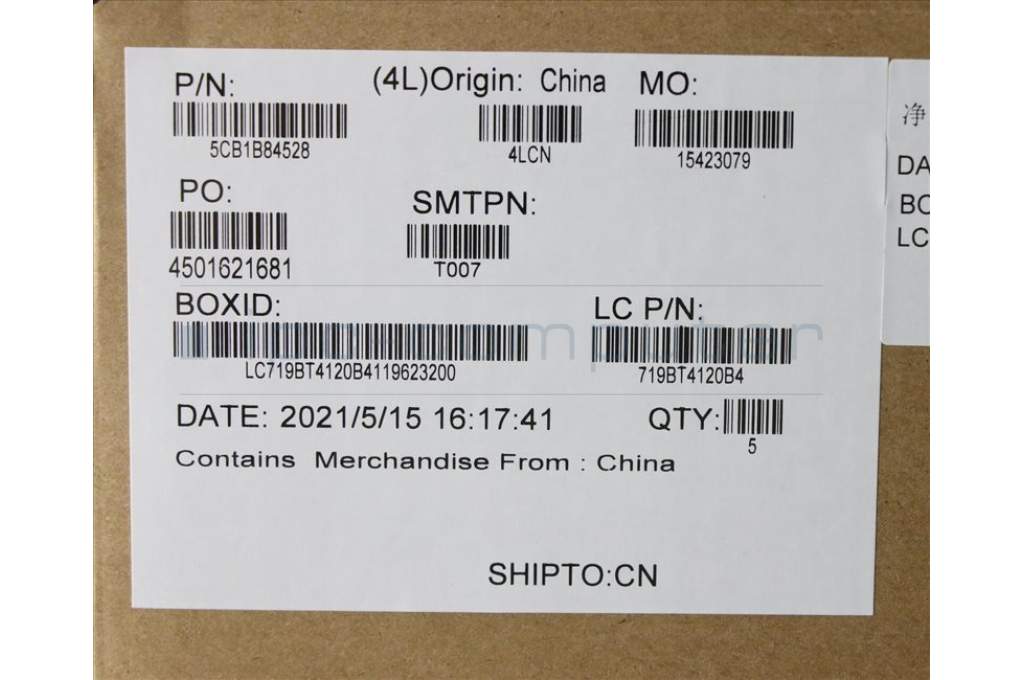 P/N: (4L)Origin: China MO:
5CB1B84528 4LCN 15423079
PO: SMTPN:
4501621681 T007
BOXID: LC P/N:
LC719BT4120B4119623200 719BT4120B4
DATE: 2021/5/15 16:17:41 QTY:
5
Contains Merchandise From : China
SHIPTO:CN
净
DA
BO
LC